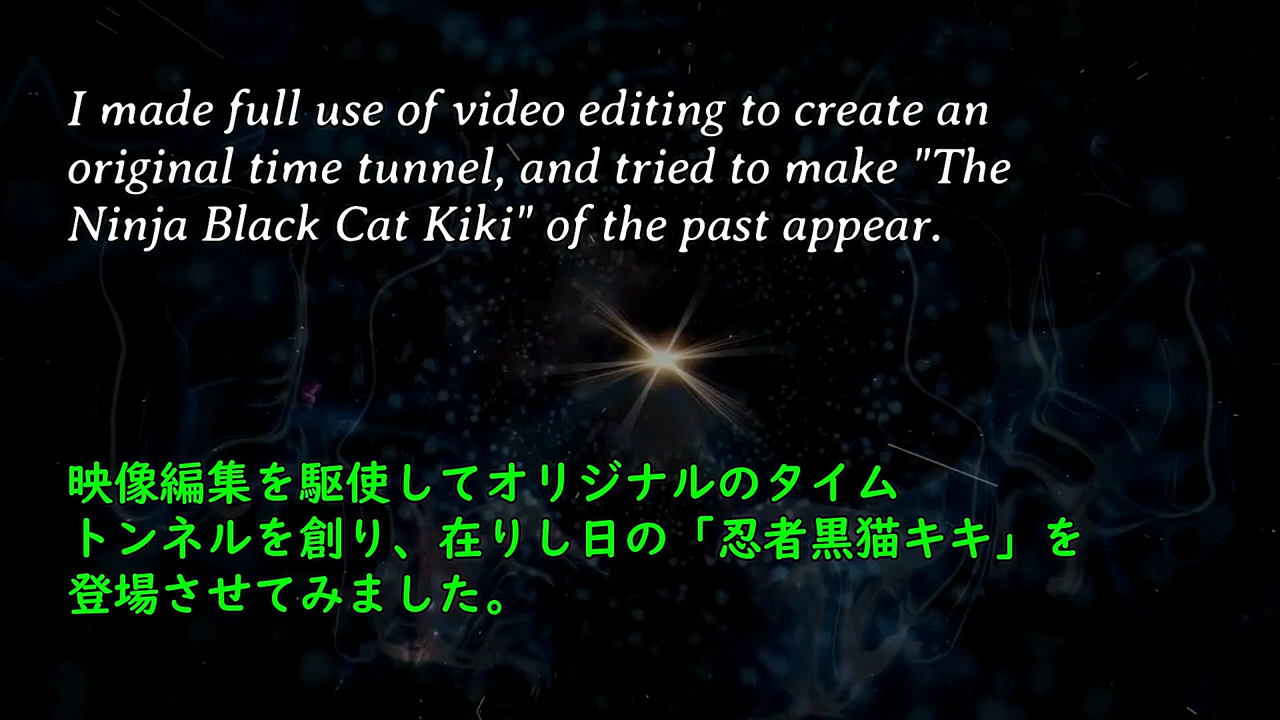 I made full use of video editing to create an
original time tunnel, and tried to make "The
Ninja Black Cat Kiki" of the past appear.
映像編集を駆使してオリジナルのタイム
トンネルを創り、在りし日の「忍者黒猫キキ」を
登場させてみました。